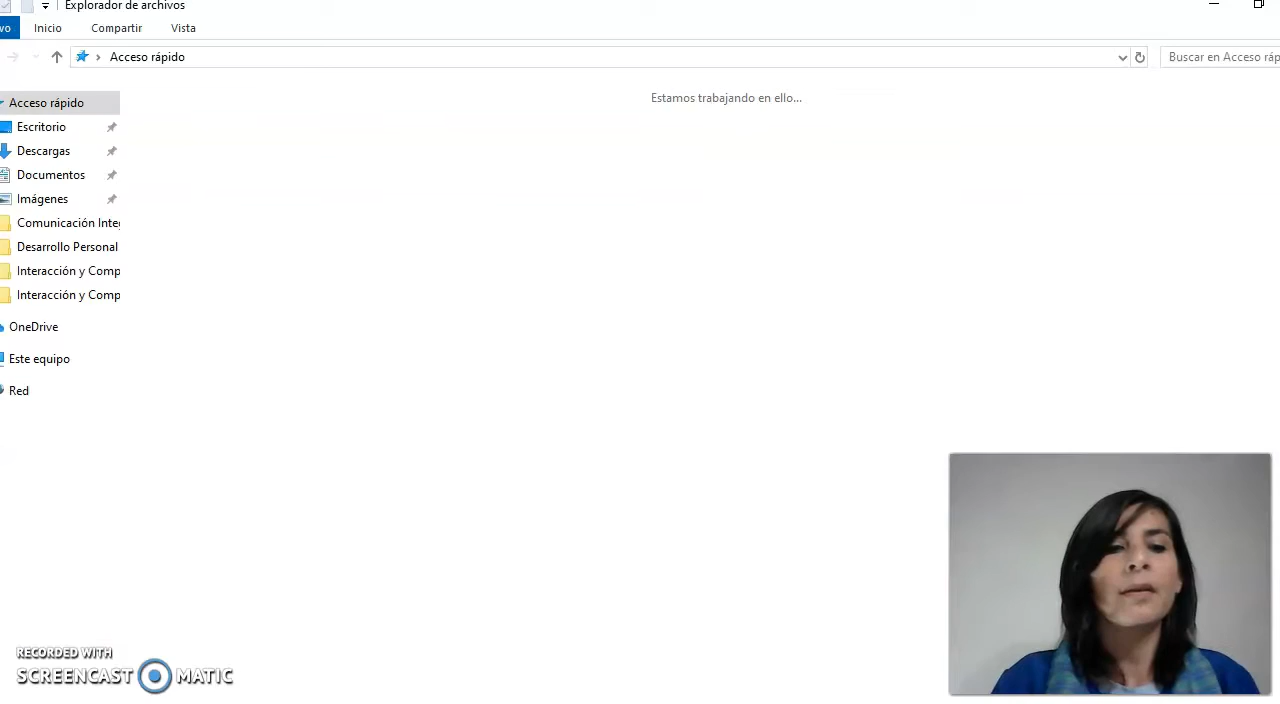 Explorador de archivos
vo
Inicio
Compartir
Vista
Acceso rápido
Buscar en Acceso ráp
Estamos trabajando en ello...
Acceso rápido
Escritorio
Descargas
Documentos
Imágenes
Comunicación Inte
Desarrollo Personal
Interacción y Comp
Interacción y Comp
OneDrive
Este equipo
Red
RECORDED WITH
SCREENCAST MATIC